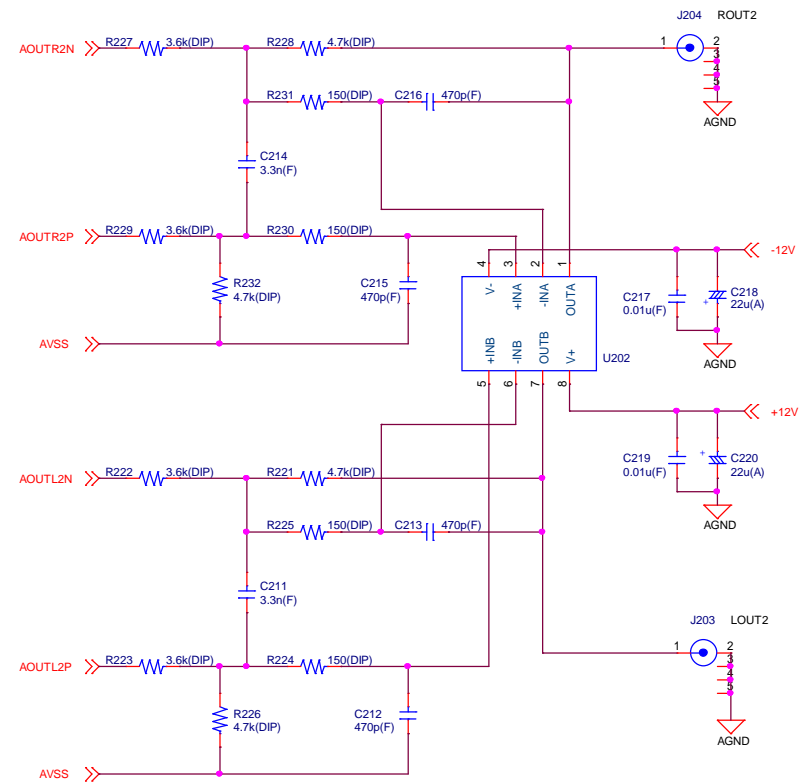 J204 ROUT2
R227 3.6k(DIP) R228 4.7k(DIP)
AOUTR2N
1 2
3
4
5
R231 150(DIP) C216 470p(F)
AGND
C214
3.3n(F)
R229 3.6k(DIP) R230 150(DIP)
AOUTR2P
-12V
4 3 2 1
R232
4.7k(DIP)
C215
470p(F)
V- +INA -INA OUTA
C217
0.01u(F)
+ C218
22u(A)
AVSS
+INB -INB OUTB V+
U202
AGND
5 6 7 8
+12V
C219
0.01u(F)
+ C220
22u(A)
R222 3.6k(DIP) R221 4.7k(DIP)
AOUTL2N
AGND
R225 150(DIP) C213 470p(F)
C211
3.3n(F)
J203 LOUT2
1 2
3
4
5
R223 3.6k(DIP) R224 150(DIP)
AOUTL2P
R226
4.7k(DIP)
C212
470p(F)
AGND
AVSS